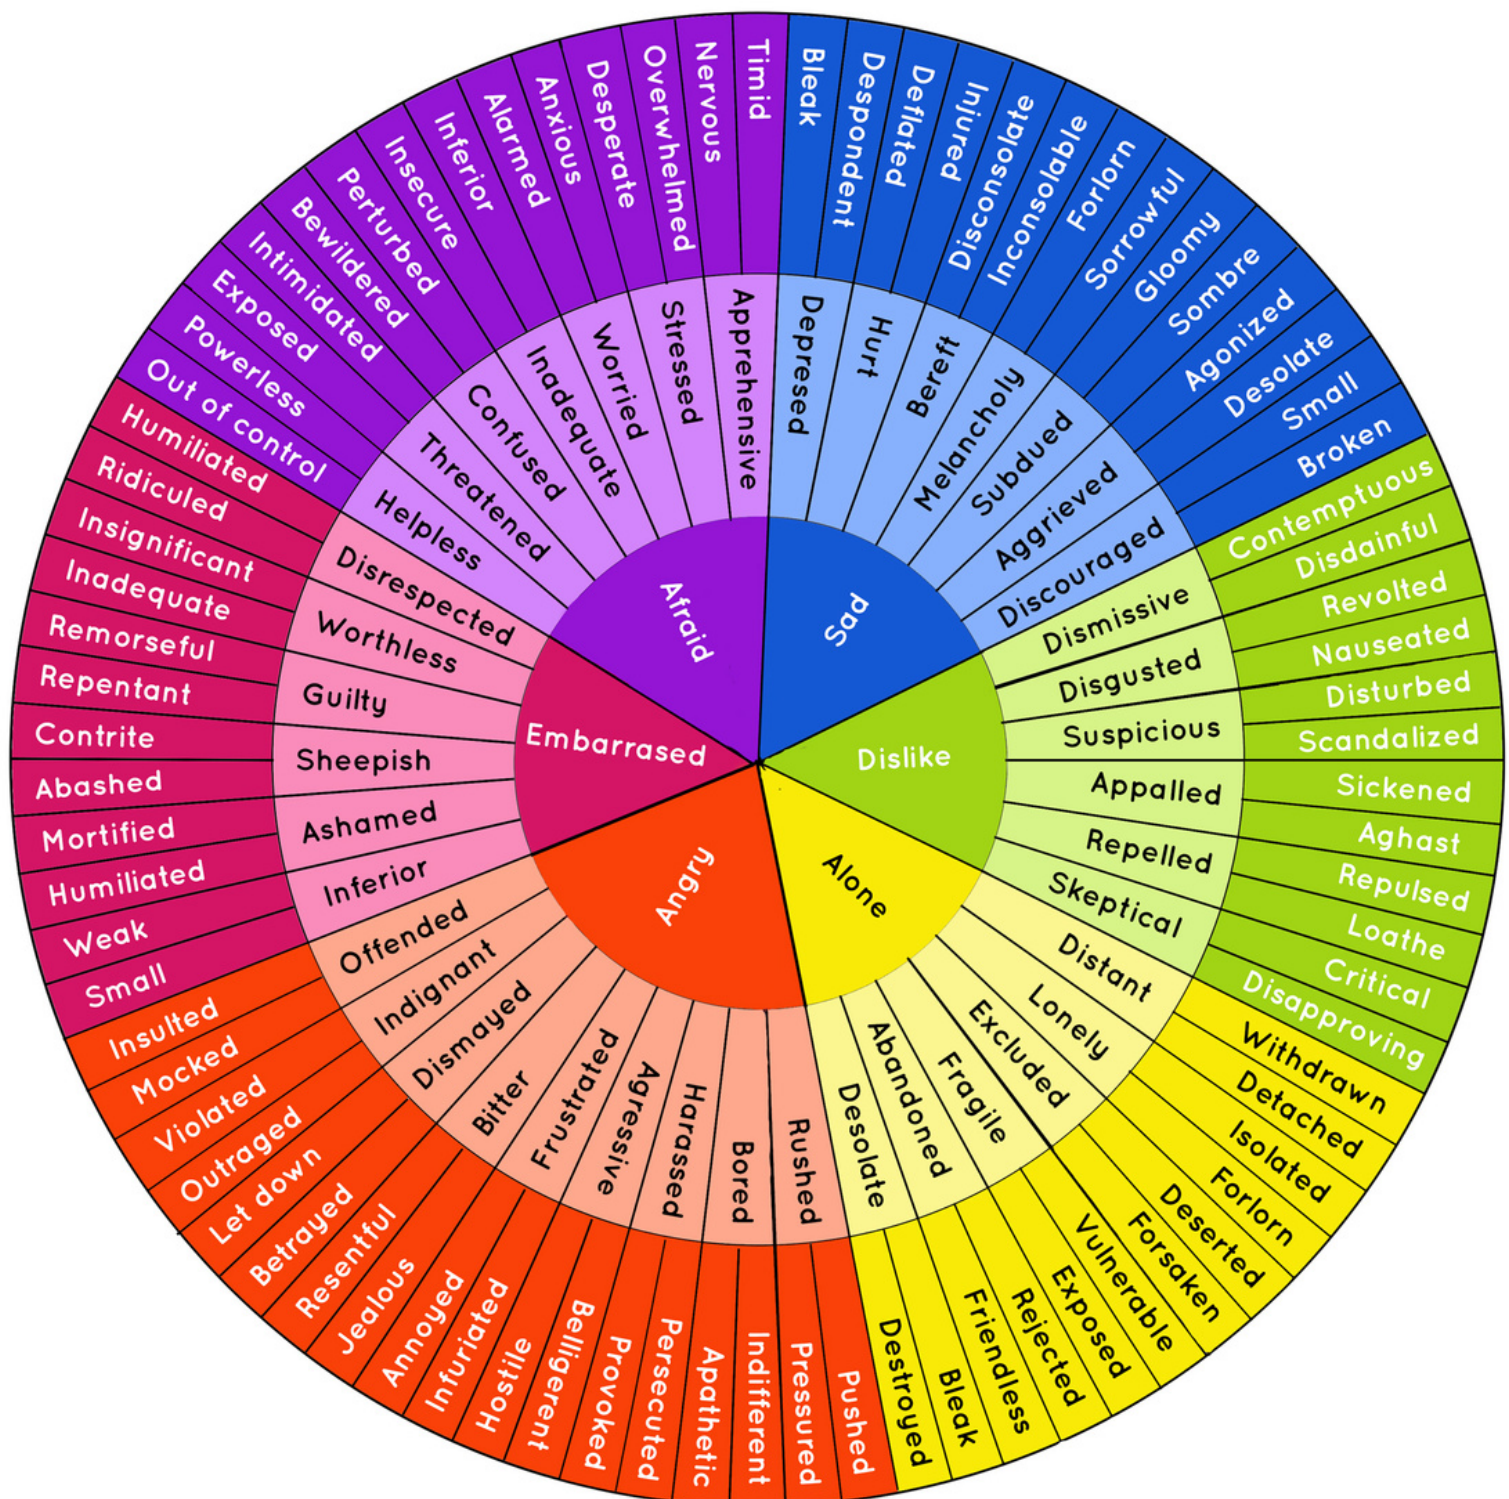 Afraid
Sad
Dislike
Alone
Angry
Embarrased
Depressed
Hurt
Bereft
Melancholy
Subdued
Aggrieved
Discouraged
Dismissive
Disgusted
Suspicious
Appalled
Repelled
Skeptical
Distant
Lonely
Excluded
Fragile
Abandoned
Desolate
Rushed
Bored
Harassed
Agressive
Frustrated
Bitter
Dismayed
Indignant
Offended
Inferior
Ashamed
Sheepish
Guilty
Worthless
Disrespected
Helpless
Threatened
Confused
Inadequate
Worried
Stressed
Apprehensive
Bleak
Despondent
Deflated
Injured
Disconsolate
Inconsolable
Forlorn
Sorrowful
Gloomy
Sombre
Agonized
Desolate
Small
Broken
Contemptuous
Disdainful
Revolted
Nauseated
Disturbed
Scandalized
Sickened
Aghast
Repulsed
Loathe
Critical
Disapproving
Withdrawn
Detached
Isolated
Forlorn
Deserted
Forsaken
Vulnerable
Exposed
Rejected
Friendless
Bleak
Destroyed
Pushed
Pressured
Indifferent
Apathetic
Persecuted
Provoked
Belligerent
Hostile
Infuriated
Annoyed
Jealous
Resentful
Betrayed
Let down
Outraged
Violated
Mocked
Insulted
Small
Weak
Humiliated
Mortified
Abashed
Contrite
Repentant
Remorseful
Inadequate
Insignificant
Ridiculed
Humiliated
Out of control
Powerless
Exposed
Intimidated
Bewildered
Perturbed
Insecure
Inferior
Alarmed
Anxious
Desperate
Overwhelmed
Nervous
Timid